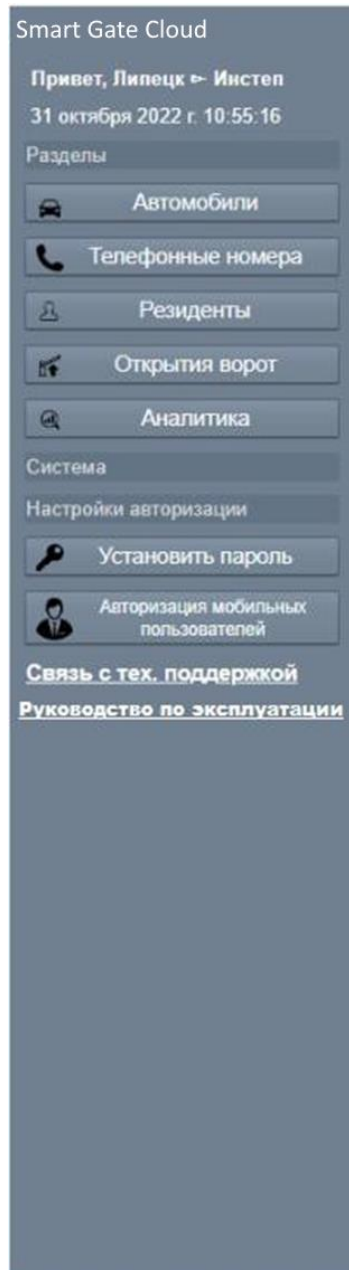 Smart Gate Cloud
Привет, Липецк ➳ Инстеп
31 октября 2022 г. 10:55:16
Разделы
Автомобили
Телефонные номера
Резиденты
Открытия ворот
Аналитика
Система
Настройки авторизации
Установить пароль
Авторизация мобильных
пользователей
Связь с тех. поддержкой
Руководство по эксплуатации